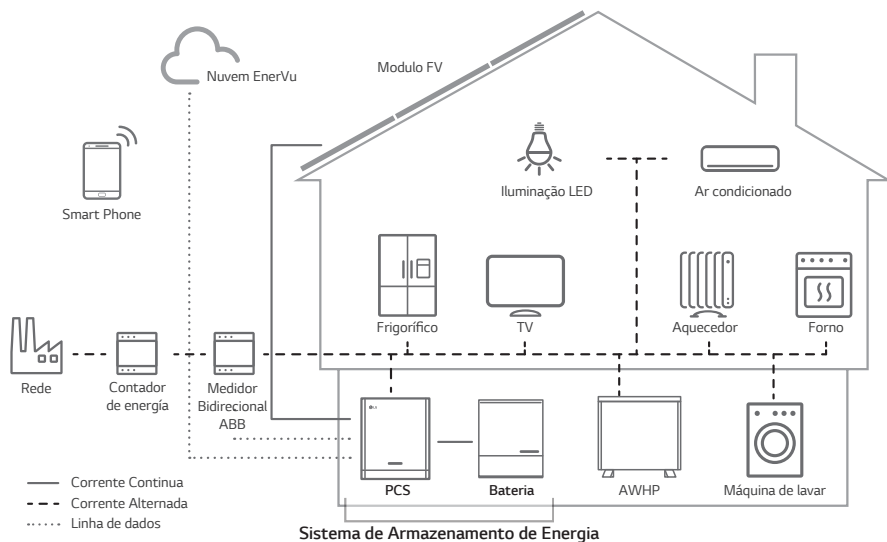 Nuvem EnerVu
Modulo FV
Smart Phone
Iluminação LED
Ar condicionado
Frigorífico
TV
Aquecedor
Forno
Rede
Contador
de energía
Medidor
Bidirecional
ABB
LG
PCS
Bateria
AWHP
Máquina de lavar
Corrente Continua
Corrente Alternada
Linha de dados
Sistema de Armazenamento de Energia